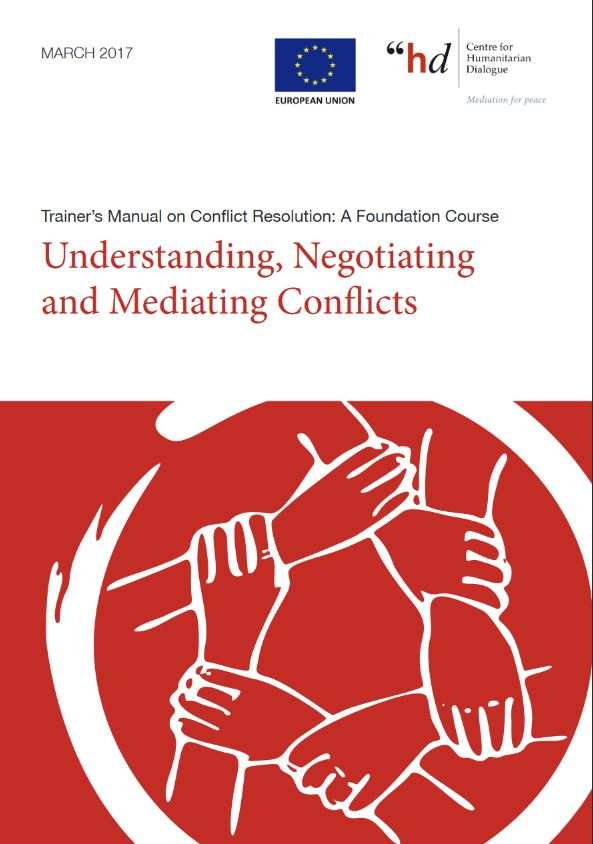 MARCH 2017
EUROPEAN UNION
“hd
Centre for
Humanitarian
Dialogue
Mediation for peace
Trainer’s Manual on Conflict Resolution: A Foundation Course
Understanding, Negotiating
and Mediating Conflicts